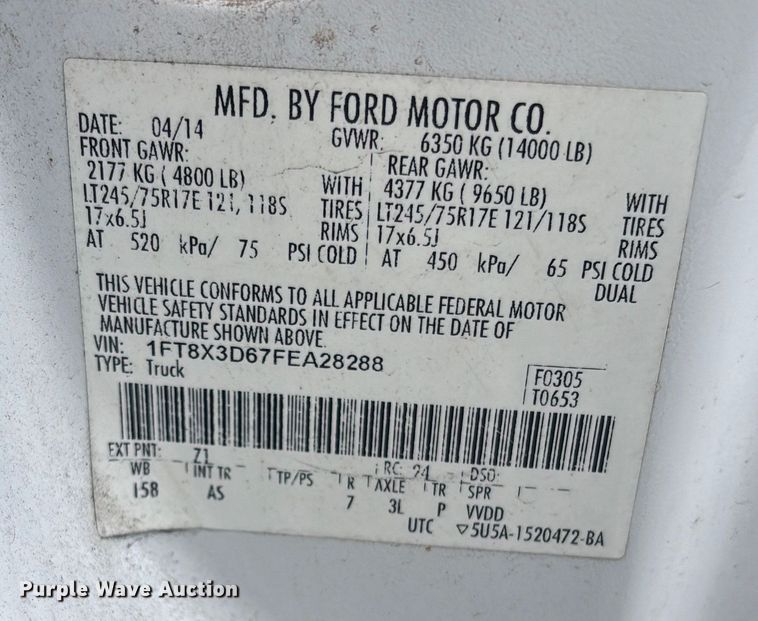 MFD. BY FORD MOTOR CO.
DATE: 04/14 GVWR: 6350 KG (14000 LB)
FRONT GAWR: REAR GAWR:
2177 KG ( 4800 LB) WITH 4377 KG ( 9650 LB) WITH
LT245/75R17E 121/118S TIRES LT245/75R17E 121/118S TIRES
17x6.5J RIMS 17x6.5J RIMS
AT 520 kPa/ 75 PSI COLD AT 450 kPa/ 65 PSI COLD
DUAL
THIS VEHICLE CONFORMS TO ALL APPLICABLE FEDERAL MOTOR
VEHICLE SAFETY STANDARDS IN EFFECT ON THE DATE OF
MANUFACTURE SHOWN ABOVE.
VIN: 1FT8X3D67FEA28288
TYPE: Truck
F0305
T0653
EXT PNT: Z1 RC: 24 DSO:
WB INT TR TP/PS R AXLE TR SPR
158 AS 7 3L P VVDD
UTC ▽5U5A-1520472-BA
Purple Wave Auction